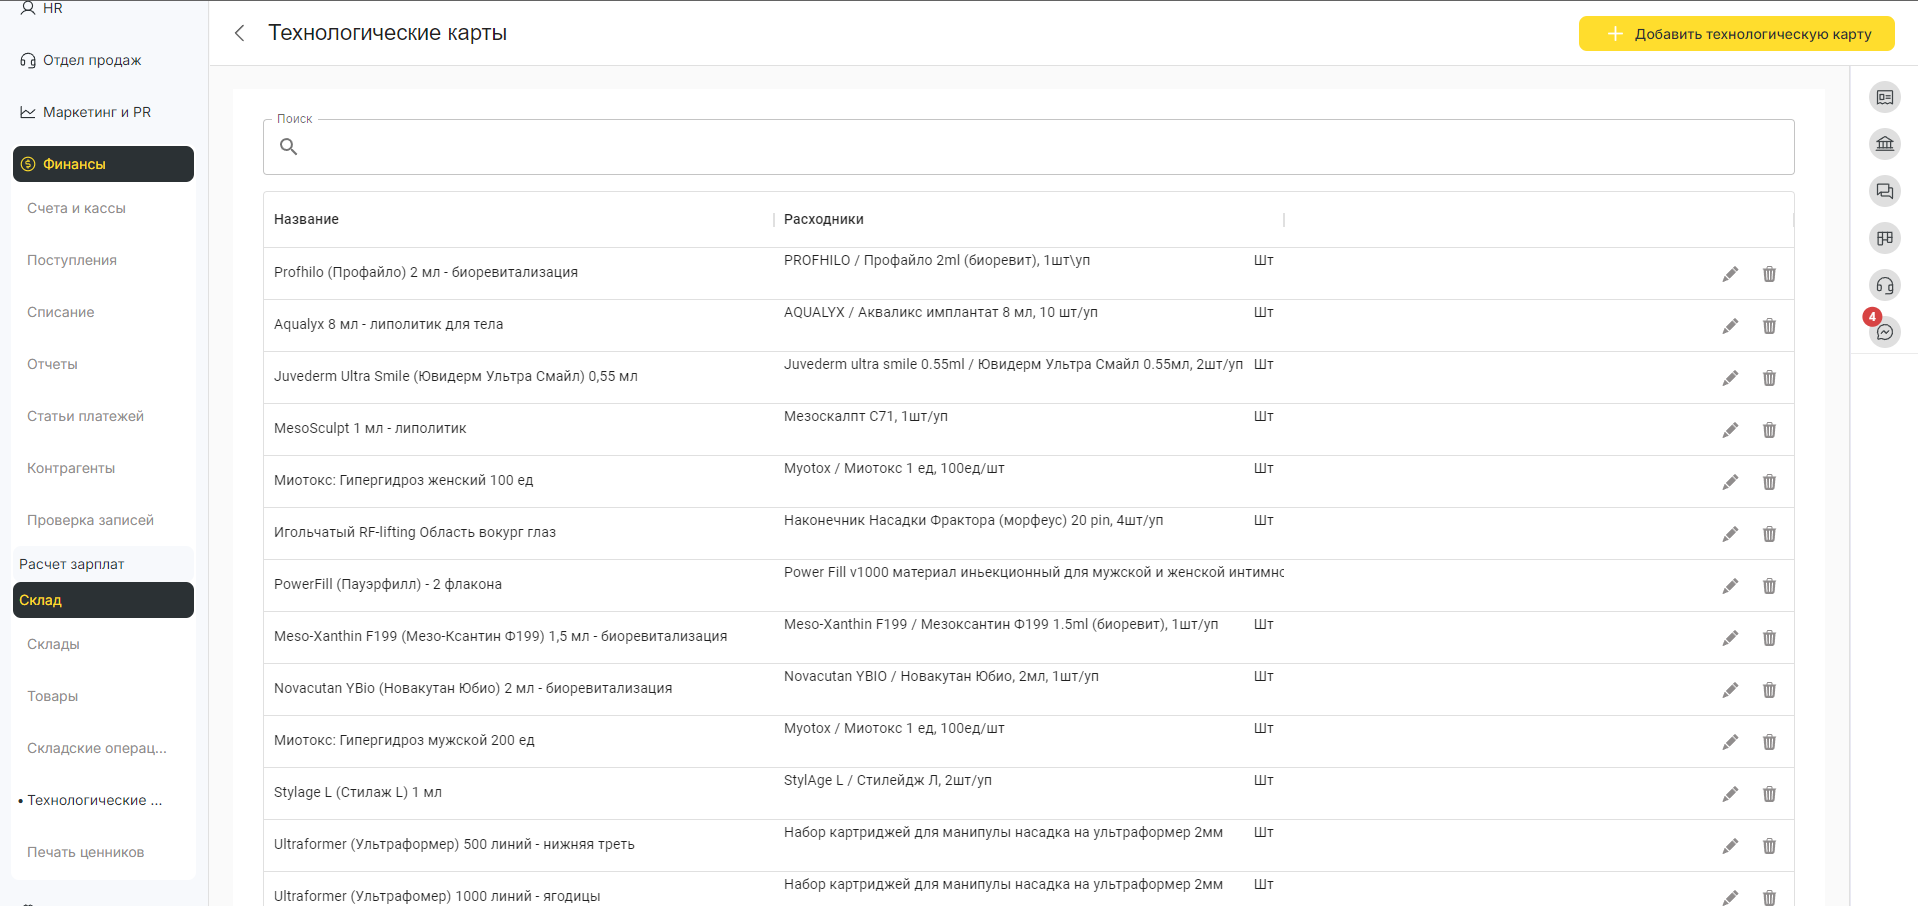 HR
Отдел продаж
Маркетинг и PR
Финансы
Счета и кассы
Поступления
Списание
Отчеты
Статьи платежей
Контрагенты
Проверка записей
Расчет зарплат
Склад
Склады
Товары
Складские операц...
• Технологические ...
Печать ценников
Технологические карты
Добавить технологическую карту
Поиск
Название Расходники
Profhilo (Профайло) 2 мл - биоревитализация PROFHILO / Профайло 2ml (биоревит), 1шт\уп Шт
Aqualyx 8 мл - липолитик для тела AQUALYX / Акваликс имплантат 8 мл, 10 шт/уп Шт
Juvederm Ultra Smile (Ювидерм Ультра Смайл) 0,55 мл Juvederm ultra smile 0.55ml / Ювидерм Ультра Смайл 0.55мл, 2шт/уп Шт
MesoSculpt 1 мл - липолитик Мезоскалпт C71, 1шт/уп Шт
Миотокс: Гипергидроз женский 100 ед Myotox / Миотокс 1 ед, 100ед/шт Шт
Игольчатый RF-lifting Область вокург глаз Наконечник Насадки Фрактора (морфеус) 20 pin, 4шт/уп Шт
PowerFill (Пауэрфилл) - 2 флакона Power Fill v1000 материал иньекционный для мужской и женской интимно
Meso-Xanthin F199 (Мезо-Ксантин Ф199) 1,5 мл - биоревитализация Meso-Xanthin F199 / Мезоксантин Ф199 1.5ml (биоревит), 1шт/уп Шт
Novacutan YBio (Новакутан Юбио) 2 мл - биоревитализация Novacutan YBIO / Новакутан Юбио, 2мл, 1шт/уп Шт
Миотокс: Гипергидроз мужской 200 ед Myotox / Миотокс 1 ед, 100ед/шт Шт
Stylage L (Стилаж L) 1 мл StylAge L / Стилейдж Л, 2шт/уп Шт
Ultraformer (Ультраформер) 500 линий - нижняя треть Набор картриджей для манипулы насадка на ультраформер 2мм Шт
Ultraformer (Ультрафомер) 1000 линий - ягодицы Набор картриджей для манипулы насадка на ультраформер 2мм Шт
4